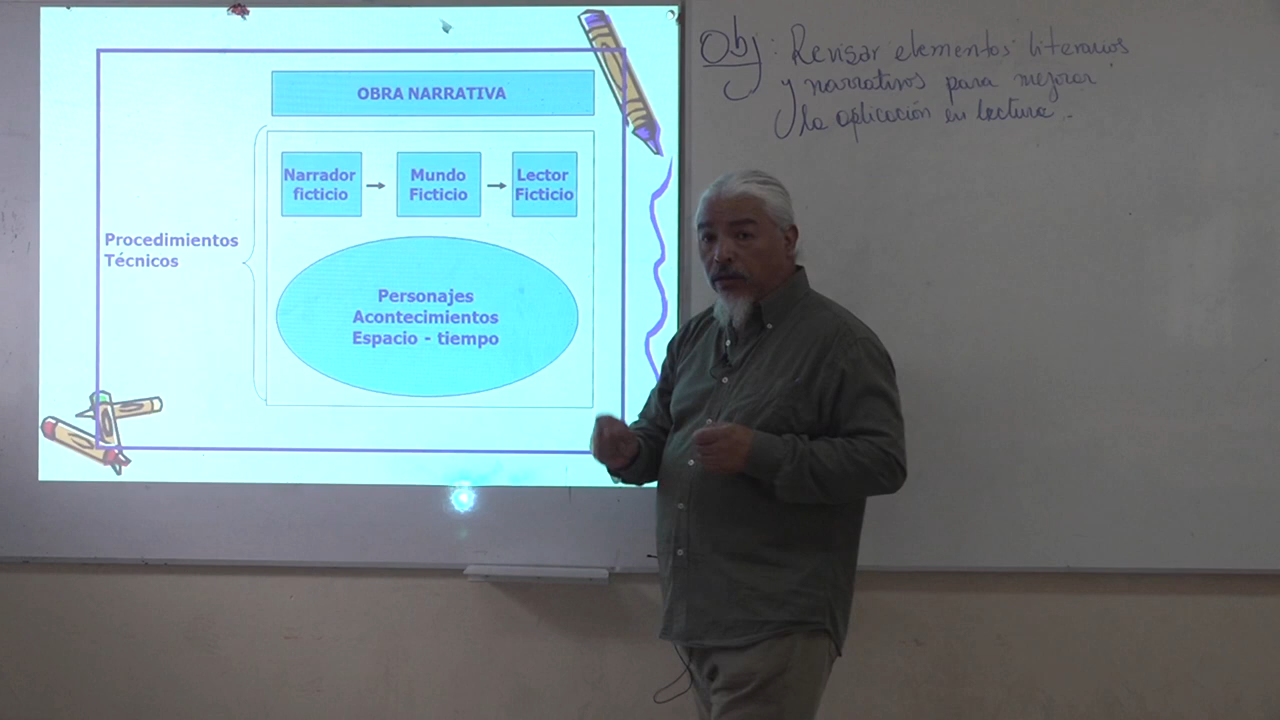 OBRA NARRATIVA
Narrador
ficticio
Mundo
Ficticio
Lector
Ficticio
Procedimientos
Técnicos
Personajes
Acontecimientos
Espacio - tiempo
Obj: Revisar elementos literarios
y narrativos para mejorar
la aplicación en lectura.